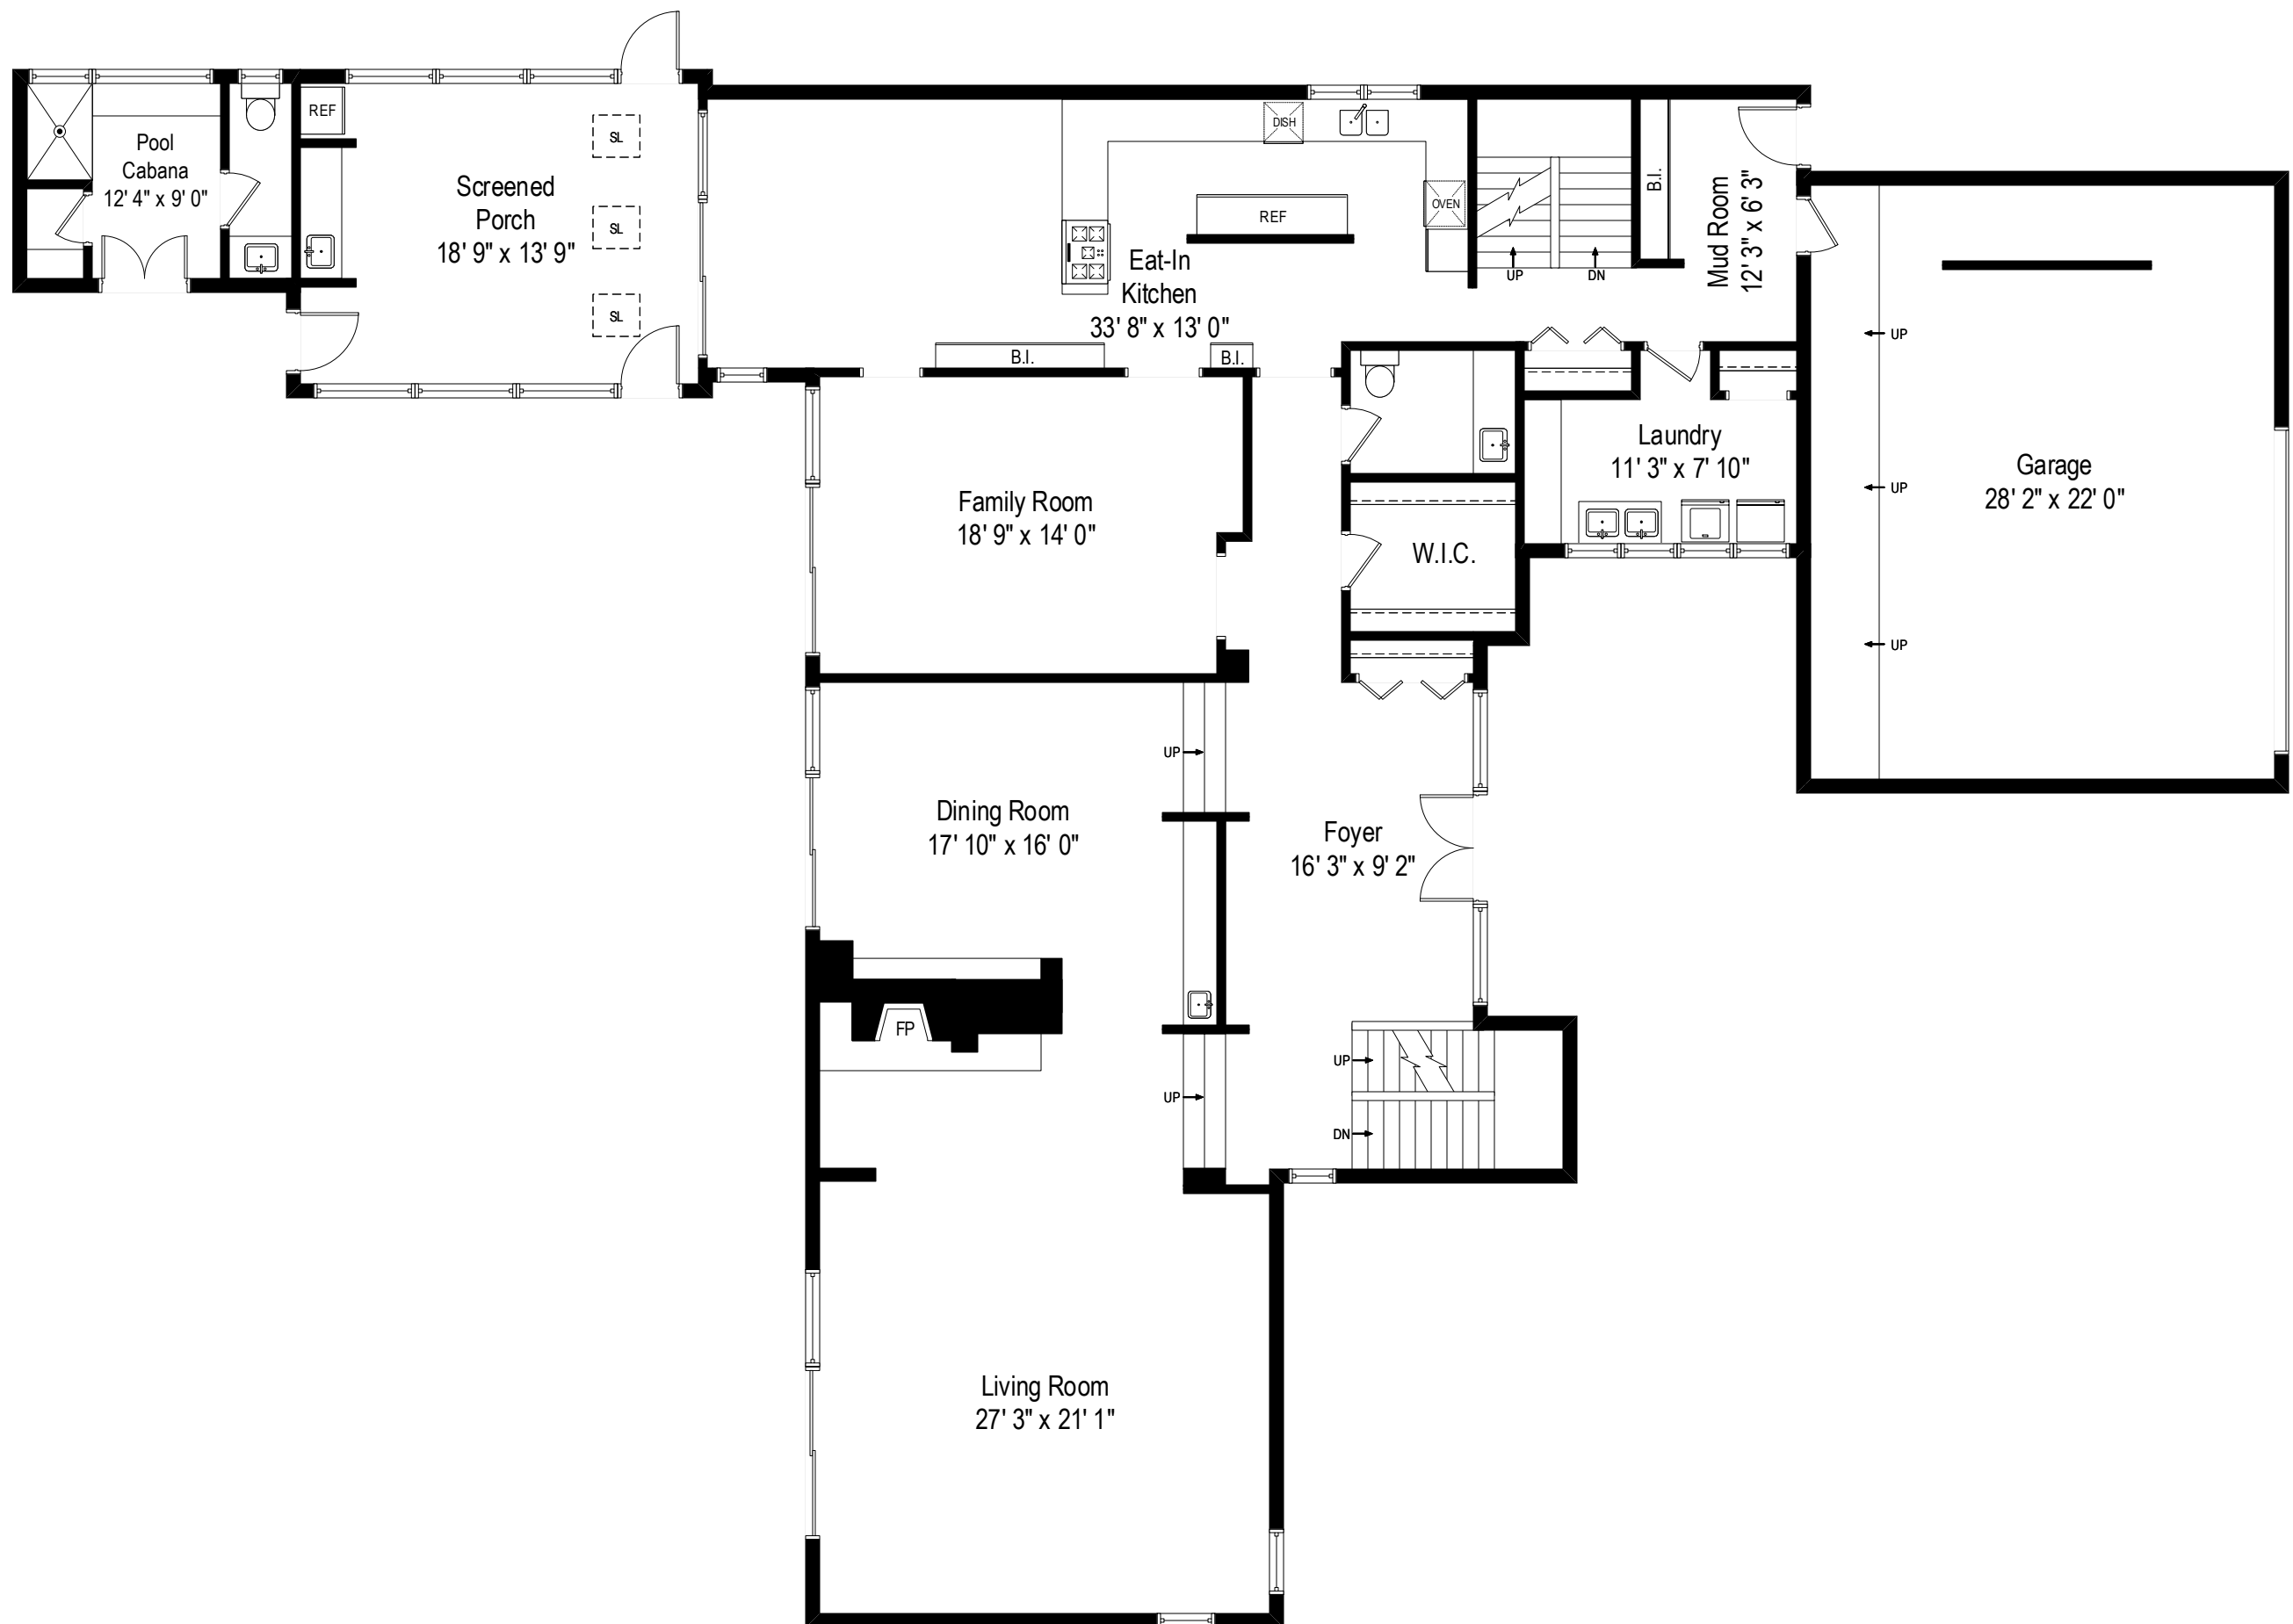 REF
Pool
Cabana
12' 4" x 9' 0"
SL
SL
SL
Screened
Porch
18' 9" x 13' 9"
DISH
REF
OVEN
Eat-In
Kitchen
33' 8" x 13' 0"
B.I.
B.I.
UP
DN
B.I.
Mud Room
12' 3" x 6' 3"
UP
UP
UP
Garage
28' 2" x 22' 0"
Laundry
11' 3" x 7' 10"
Family Room
18' 9" x 14' 0"
W.I.C.
UP
Dining Room
17' 10" x 16' 0"
Foyer
16' 3" x 9' 2"
FP
UP
UP
DN
Living Room
27' 3" x 21' 1"